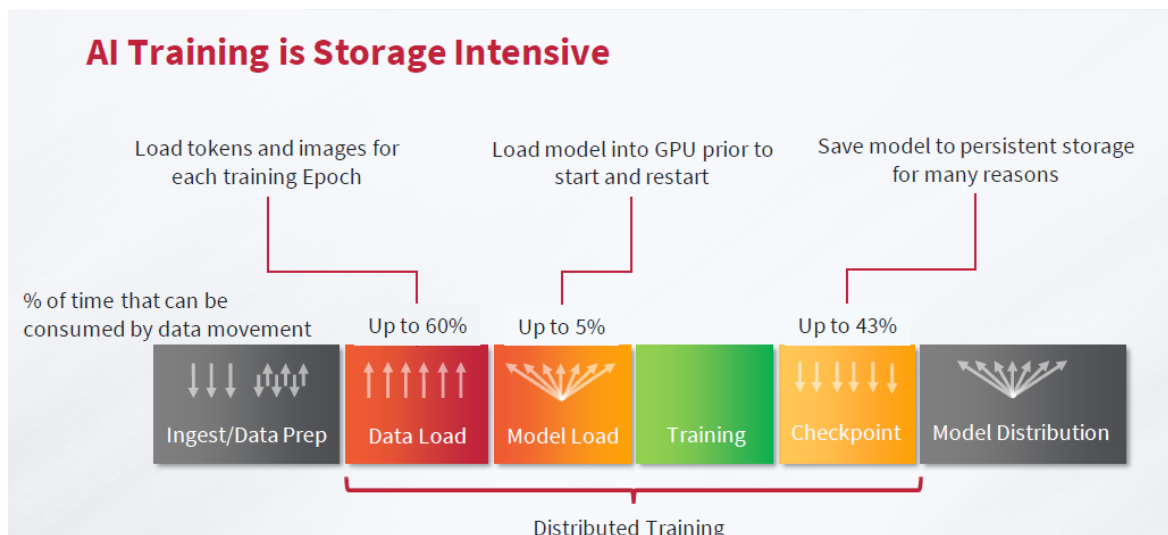 AI Training is Storage Intensive
Load tokens and images for
each training Epoch
Load model into GPU prior to
start and restart
Save model to persistent storage
for many reasons
% of time that can be
consumed by data movement
Up to 60%
Up to 5%
Up to 43%
Ingest/Data Prep
Data Load
Model Load
Training
Checkpoint
Model Distribution
Distributed Training